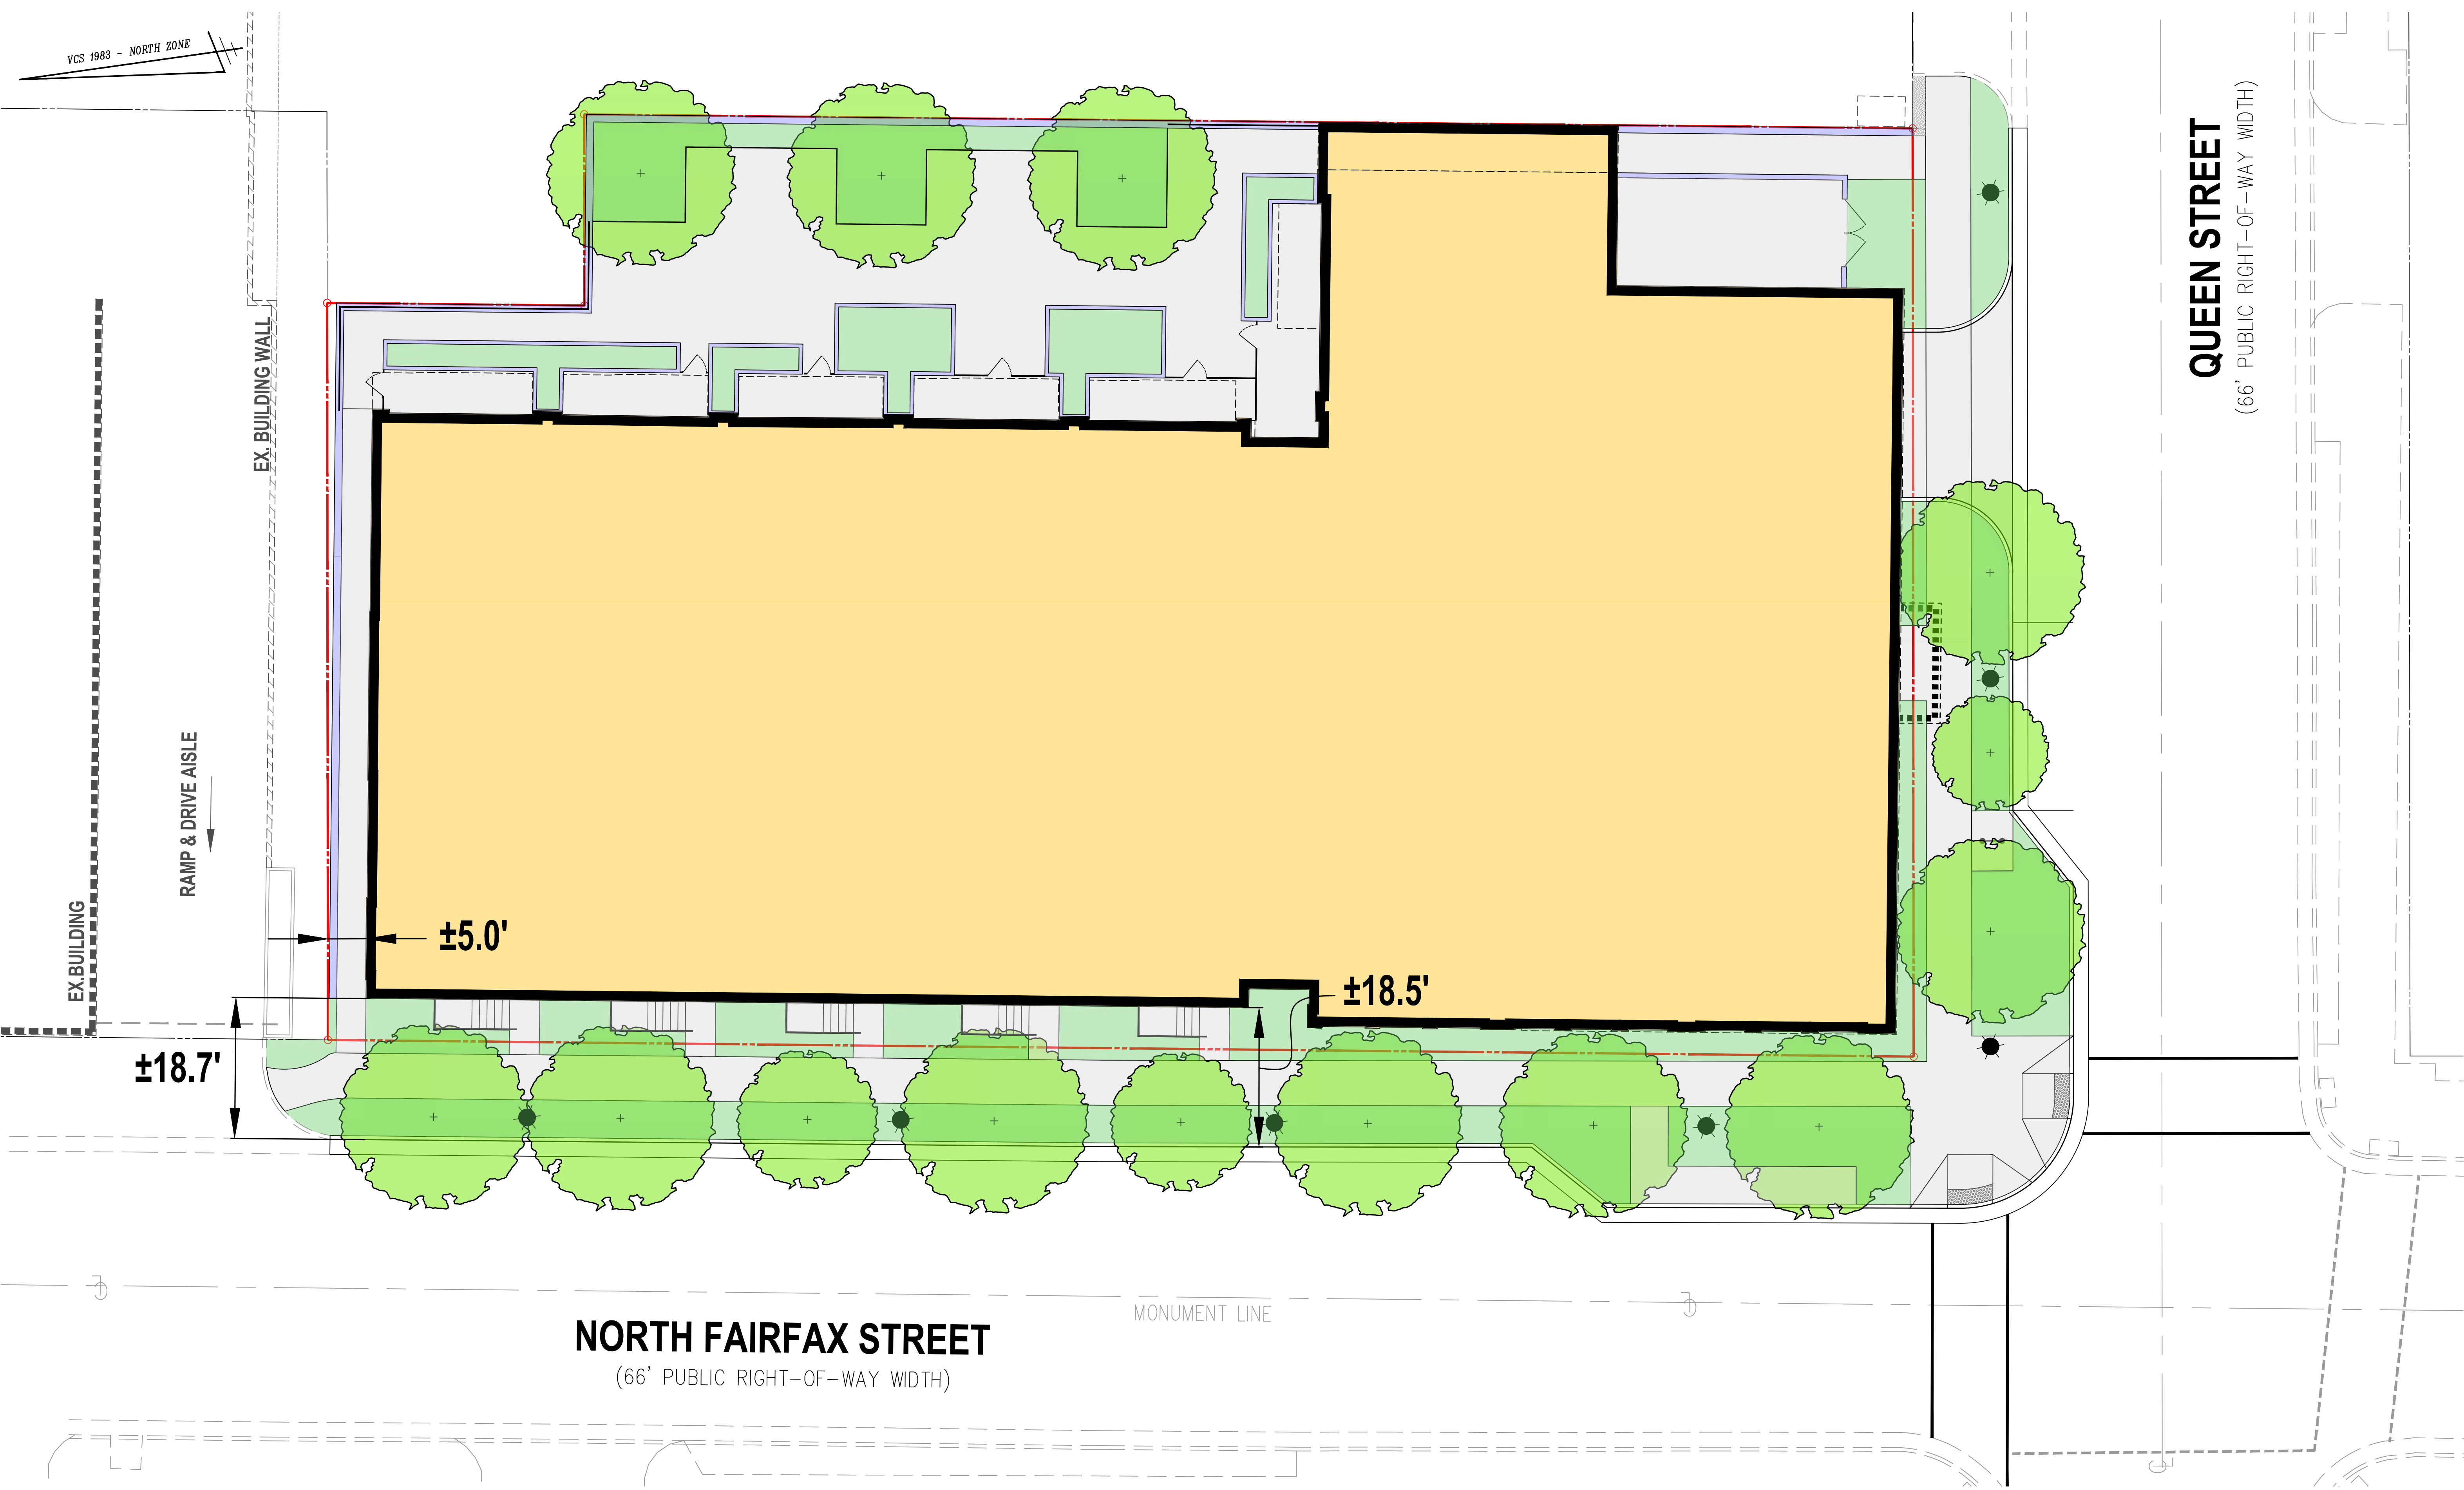 VCS 1983 - NORTH ZONE
QUEEN STREET
(66' PUBLIC RIGHT-OF-WAY WIDTH)
EX. BUILDING WALL
RAMP & DRIVE AISLE
EX.BUILDING
±5.0'
±18.5'
±18.7'
MONUMENT LINE
NORTH FAIRFAX STREET
(66' PUBLIC RIGHT-OF-WAY WIDTH)